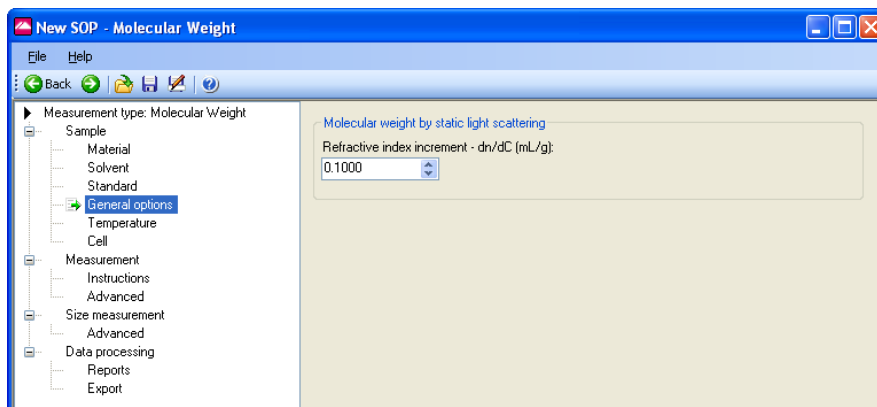 New SOP - Molecular Weight
File Help
Back
Measurement type: Molecular Weight
Sample
Material
Solvent
Standard
General options
Temperature
Cell
Measurement
Instructions
Advanced
Size measurement
Advanced
Data processing
Reports
Export
Molecular weight by static light scattering
Refractive index increment - dn/dC (mL/g):
0.1000